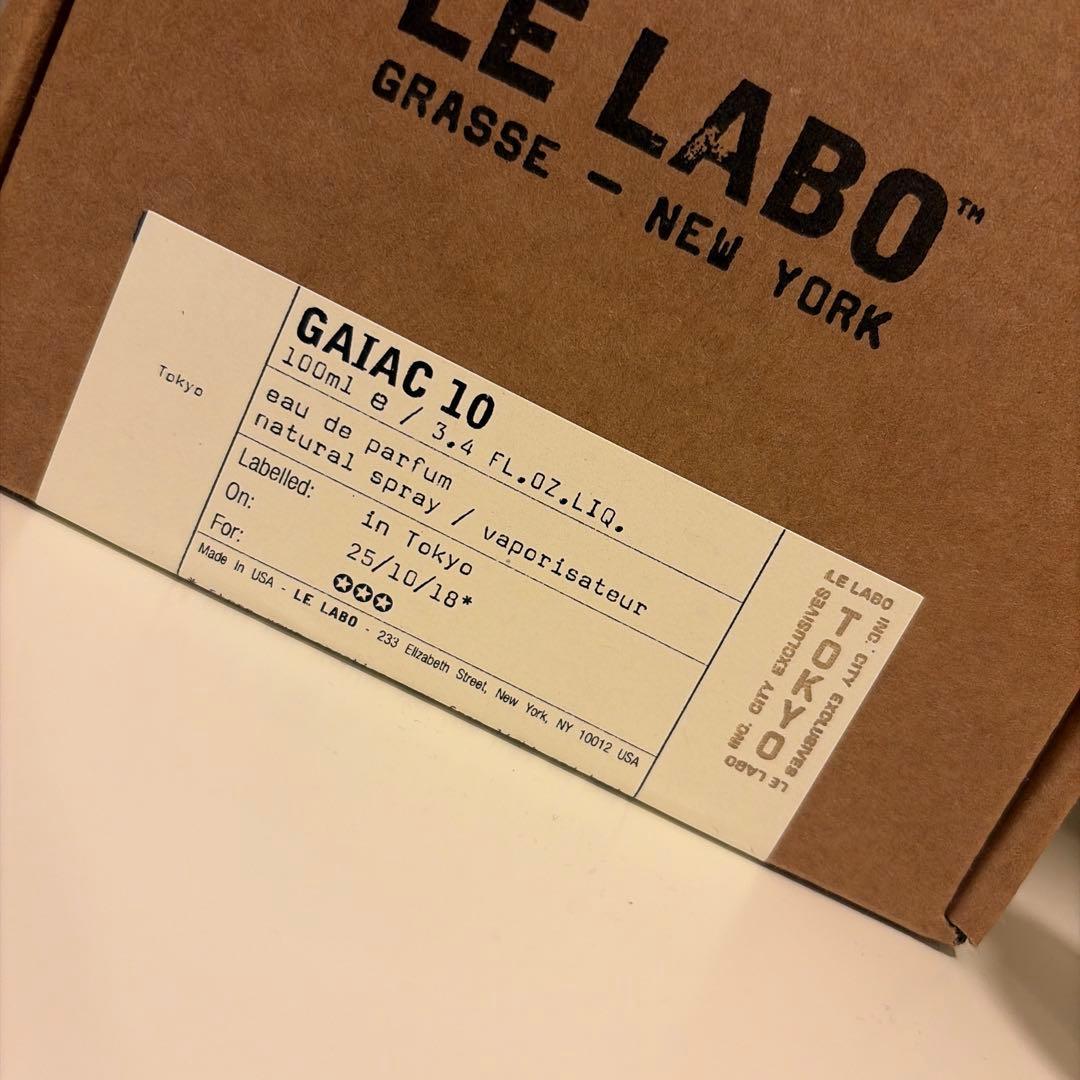 LE LABO™
GRASSE — NEW YORK
Tokyo
GAIAC 10
100ml e / 3.4 FL.OZ.LIQ.
eau de parfum
natural spray / vaporisateur
Labelled: in Tokyo
On: 25/10/18*
For: ✪✪✪
Made in USA - LE LABO - 233 Elizabeth Street, New York, NY 10012 USA
LE LABO INC. CITY EXCLUSIVES
TOKYO
LE LABO INC. CITY EXCLUSIVES